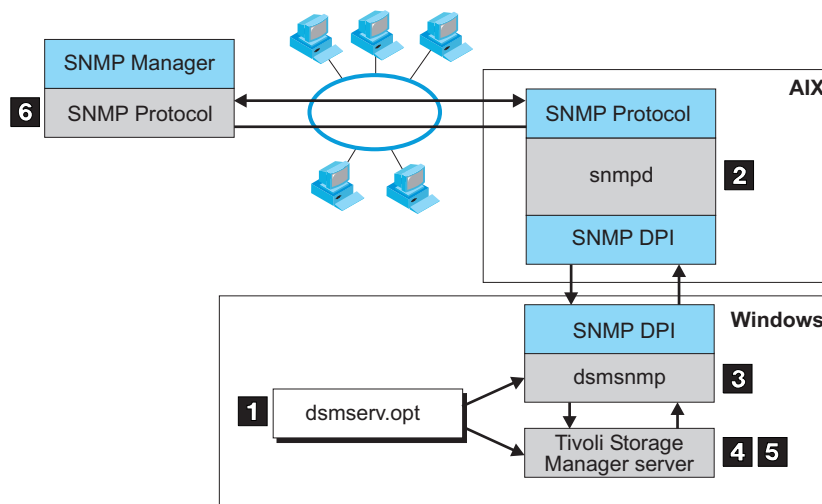 SNMP Manager
SNMP Protocol
6
AIX
SNMP Protocol
snmpd
2
SNMP DPI
Windows
SNMP DPI
dsmsnmp
3
1
dsmserv.opt
Tivoli Storage
Manager server
4 5